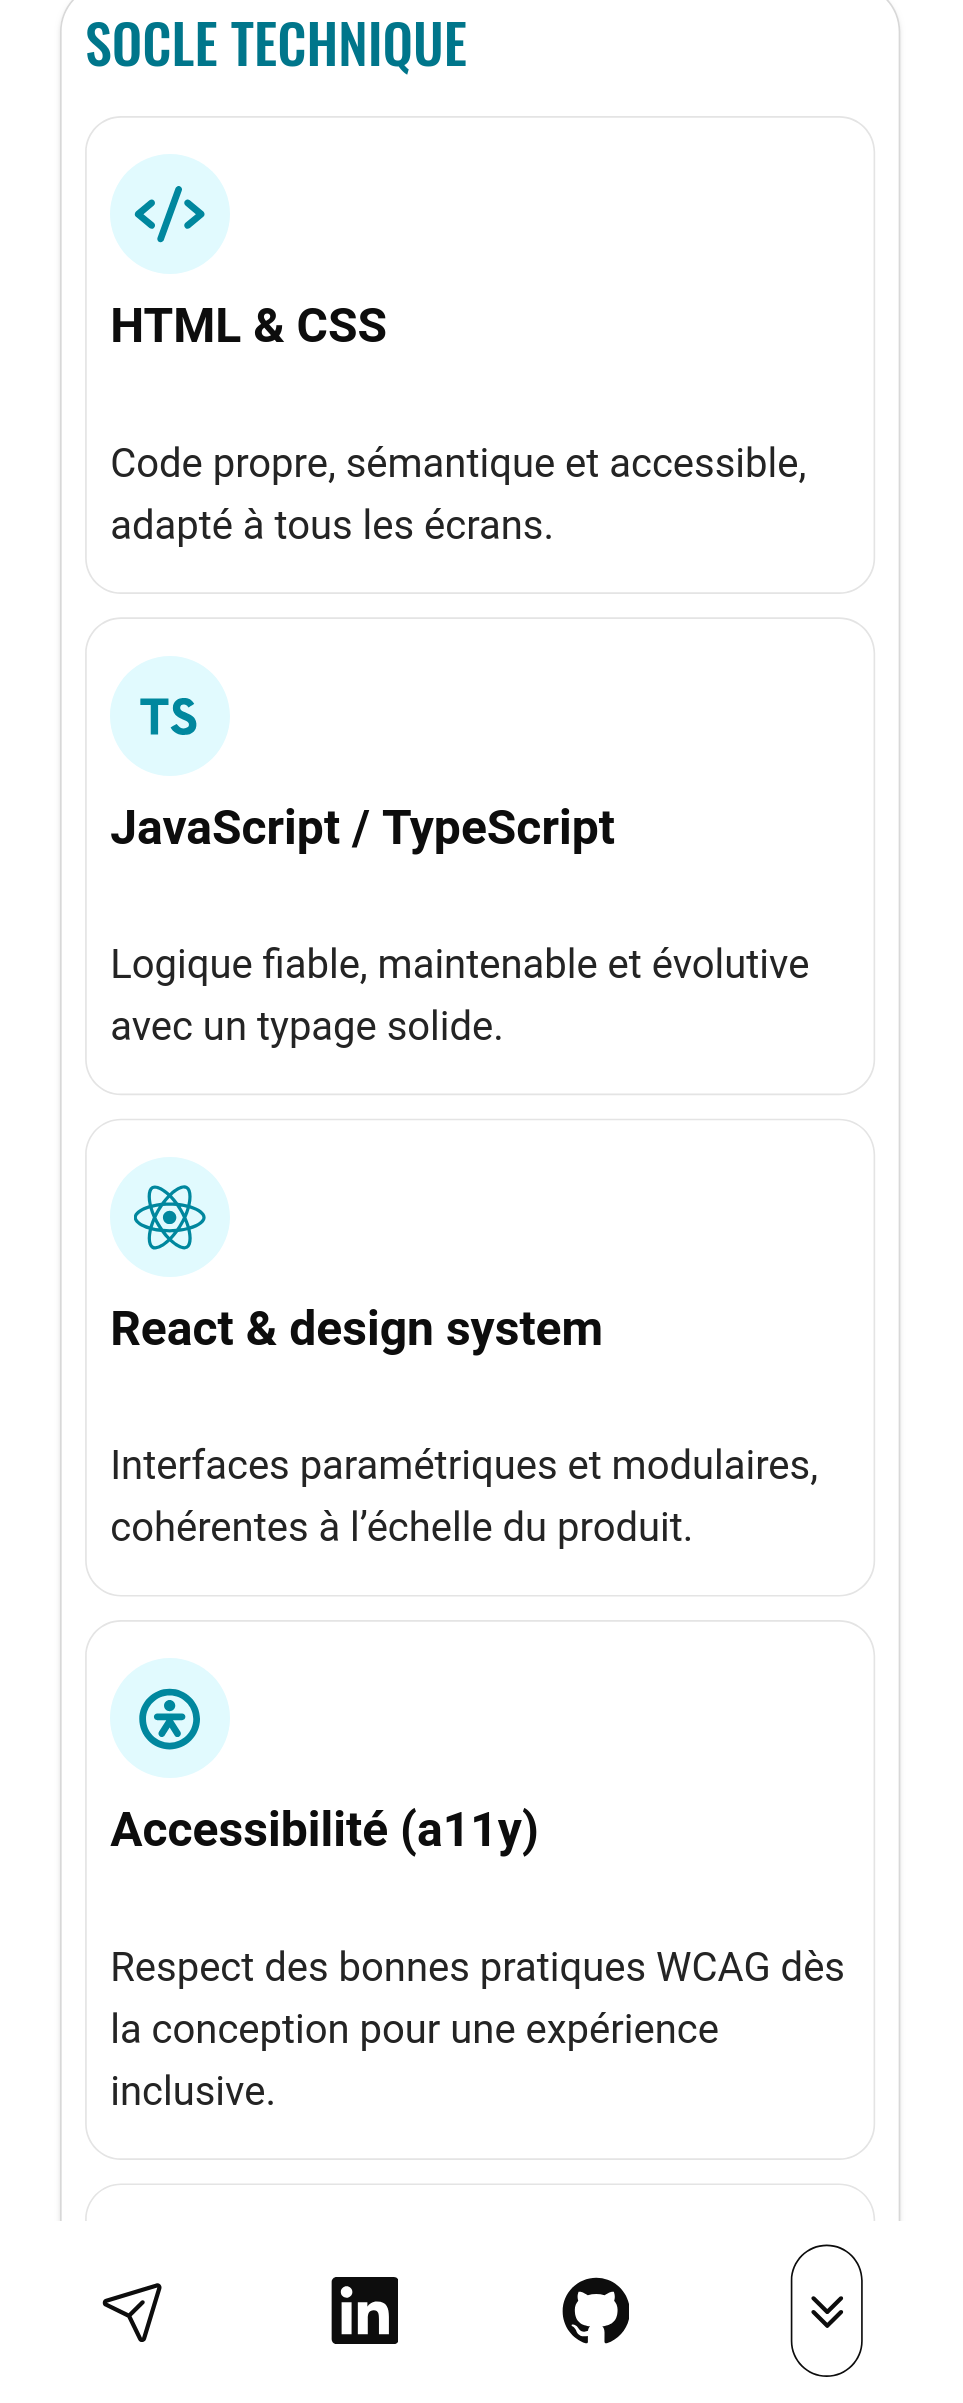 SOCLE TECHNIQUE
</>
HTML & CSS
Code propre, sémantique et accessible,
adapté à tous les écrans.
TS
JavaScript / TypeScript
Logique fiable, maintenable et évolutive
avec un typage solide.
React & design system
Interfaces paramétriques et modulaires,
cohérentes à l’échelle du produit.
Accessibilité (a11y)
Respect des bonnes pratiques WCAG dès
la conception pour une expérience
inclusive.
in